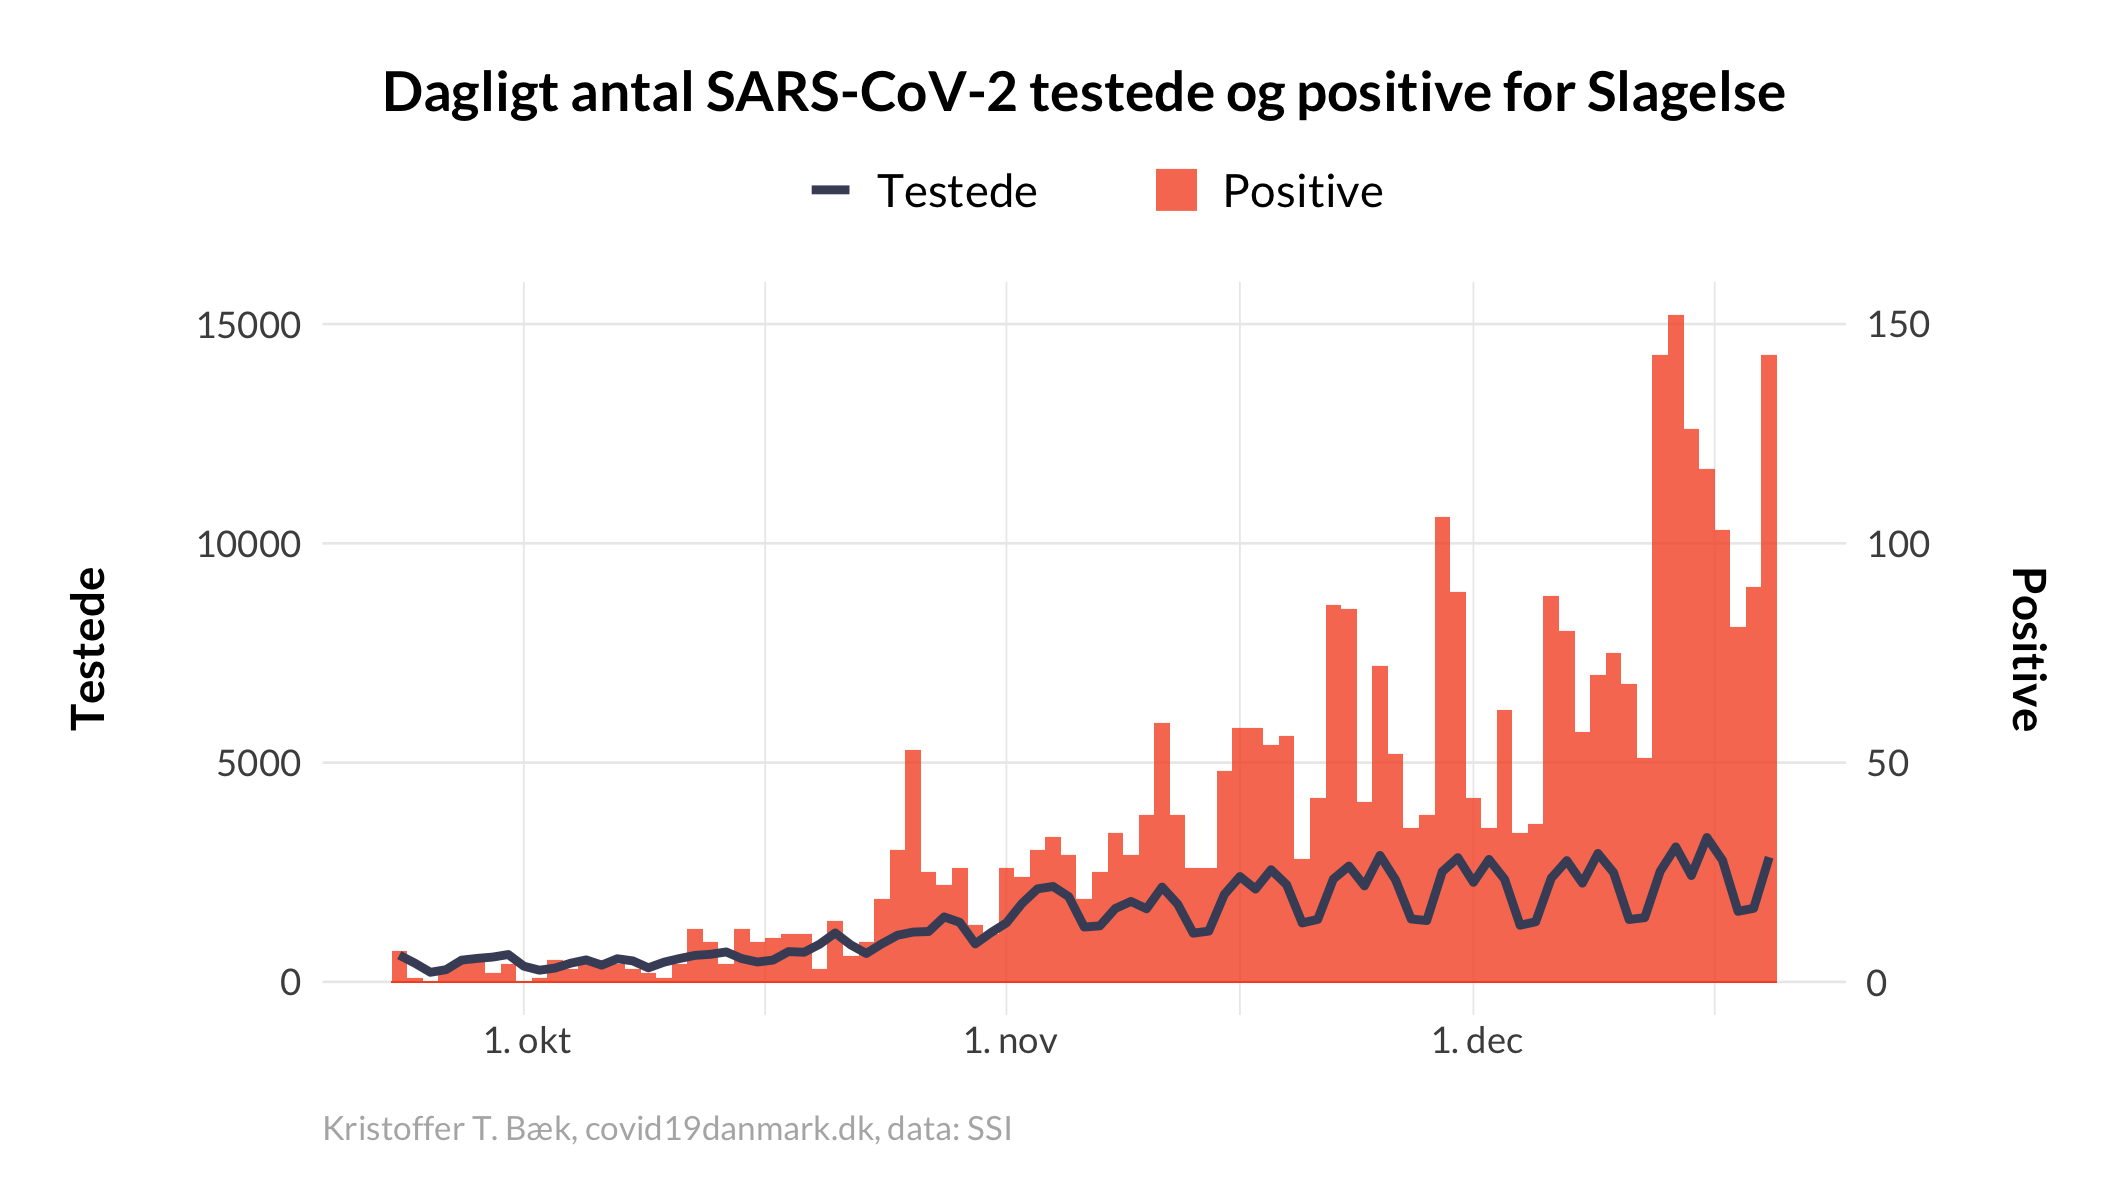 Dagligt antal SARS-CoV-2 testede og positive for Slagelse
Testede
Positive
15000
10000
5000
0
Testede
150
100
50
0
Positive
1. okt
1. nov
1. dec
Kristoffer T. Bæk, covid19danmark.dk, data: SSI